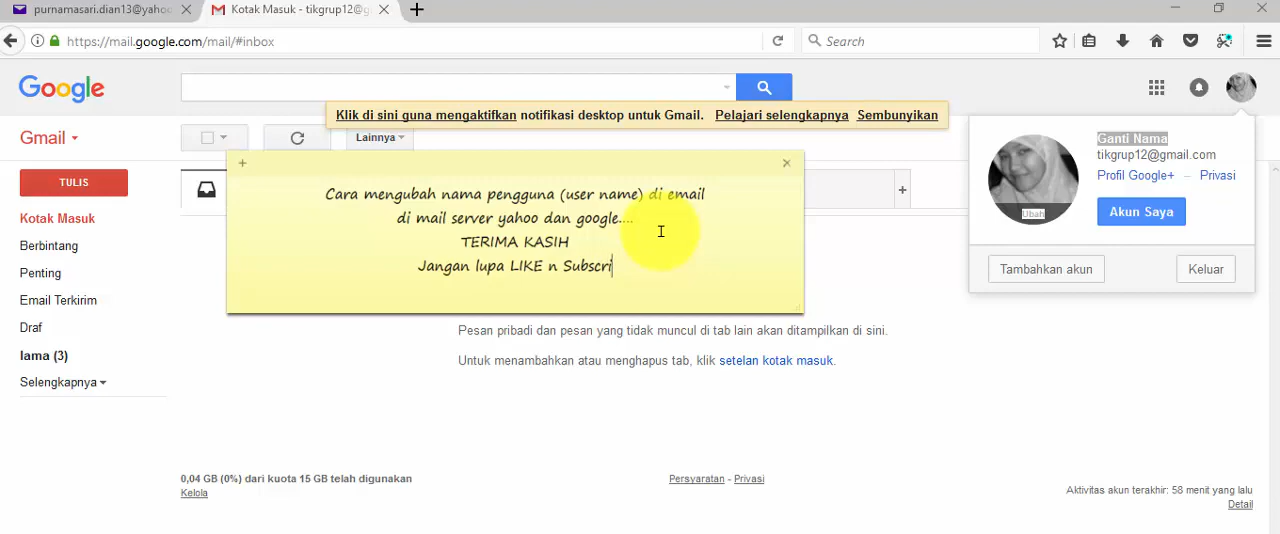 purnamasari.dian13@yahoo
Kotak Masuk - tikgrup12@g
https://mail.google.com/mail/#inbox
Search
Google
Klik di sini guna mengaktifkan notifikasi desktop untuk Gmail. Pelajari selengkapnya Sembunyikan
Gmail
Lainnya
Ganti Nama
tikgrup12@gmail.com
Profil Google+ – Privasi
Ubah
Akun Saya
Tambahkan akun
Keluar
TULIS
Kotak Masuk
Berbintang
Penting
Email Terkirim
Draf
lama (3)
Selengkapnya
Cara mengubah nama pengguna (user name) di email
di mail server yahoo dan google....
TERIMA KASIH
Jangan lupa LIKE n Subscri
Pesan pribadi dan pesan yang tidak muncul di tab lain akan ditampilkan di sini.
Untuk menambahkan atau menghapus tab, klik setelan kotak masuk.
0,04 GB (0%) dari kuota 15 GB telah digunakan
Kelola
Persyaratan - Privasi
Aktivitas akun terakhir: 58 menit yang lalu
Detail